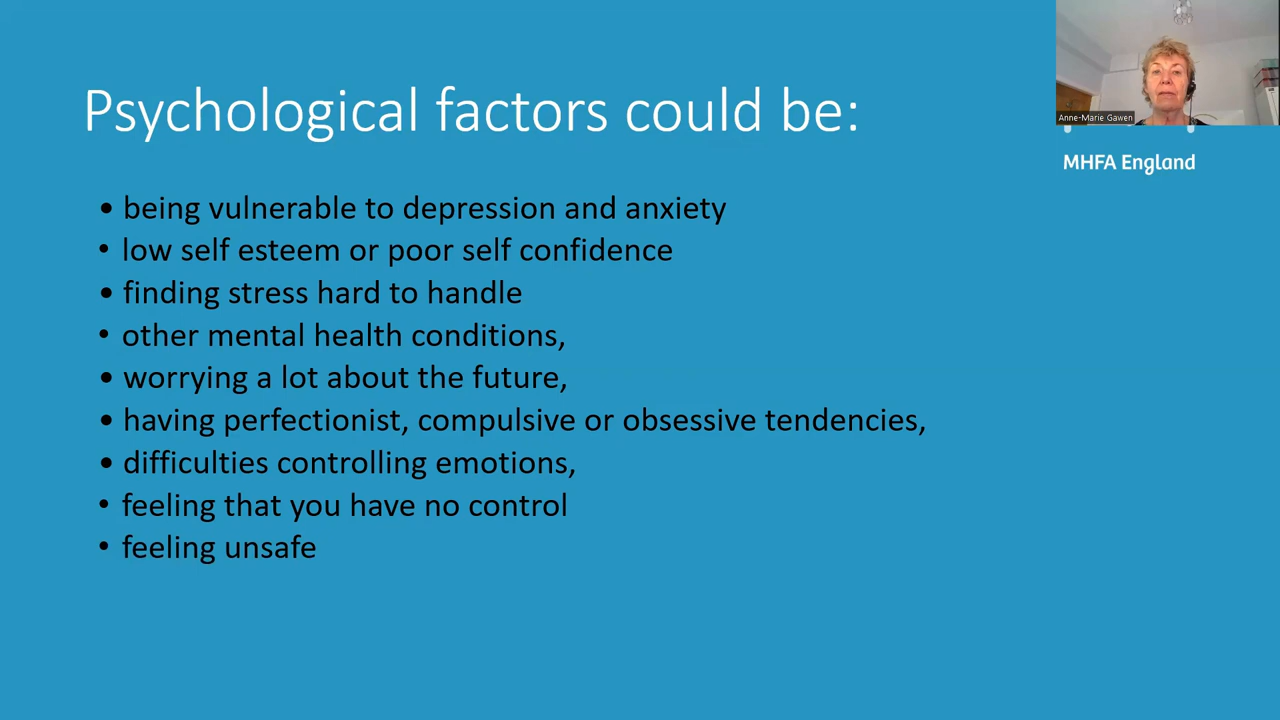 Psychological factors could be:
Anne-Marie Gawen
MHFA England
• being vulnerable to depression and anxiety
• low self esteem or poor self confidence
• finding stress hard to handle
• other mental health conditions,
• worrying a lot about the future,
• having perfectionist, compulsive or obsessive tendencies,
• difficulties controlling emotions,
• feeling that you have no control
• feeling unsafe